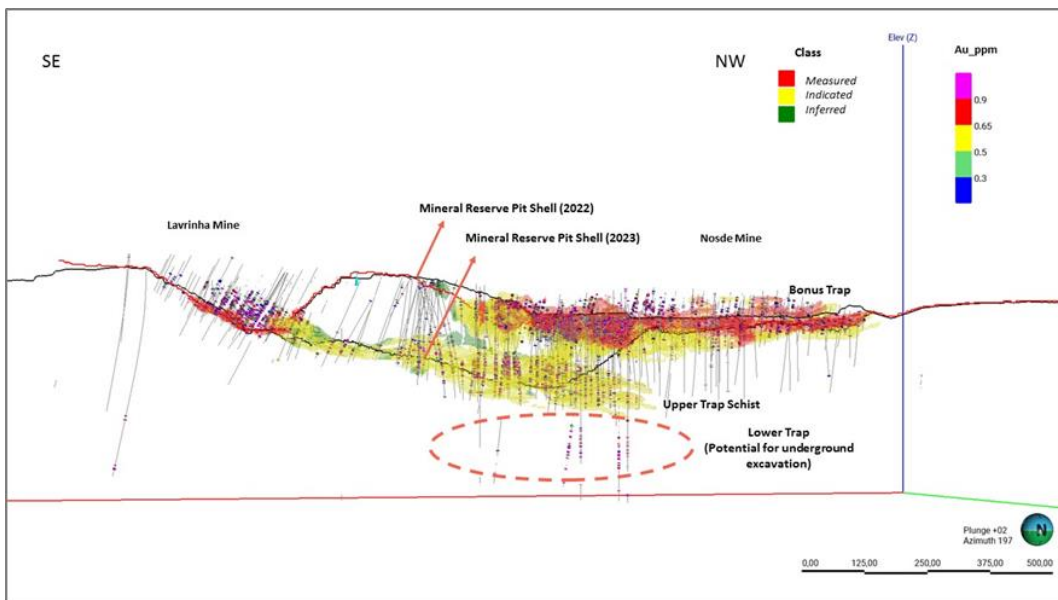 SE
NW
Elev (Z)
Class
Measured
Indicated
Inferred
Au_ppm
0.9
0.65
0.5
0.3
Mineral Reserve Pit Shell (2022)
Lavrinha Mine
Mineral Reserve Pit Shell (2023)
Nosde Mine
Bonus Trap
Upper Trap Schist
Lower Trap
(Potential for underground
excavation)
Plunge +02
Azimuth 197
N
0,00 125,00 250,00 375,00 500,00